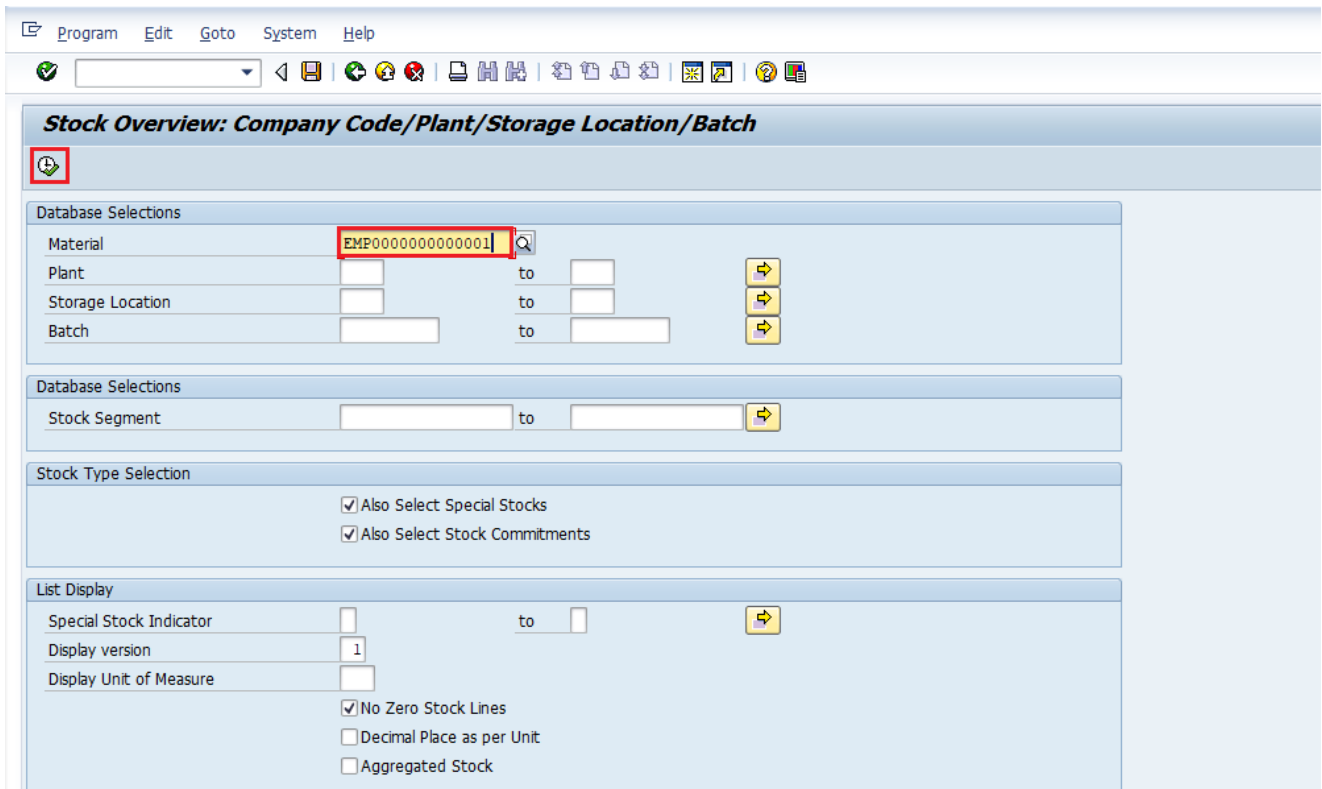 Program Edit Goto System Help
Stock Overview: Company Code/Plant/Storage Location/Batch
Database Selections
Material EMP0000000000001
Plant to
Storage Location to
Batch to
Database Selections
Stock Segment to
Stock Type Selection
Also Select Special Stocks
Also Select Stock Commitments
List Display
Special Stock Indicator to
Display version 1
Display Unit of Measure
No Zero Stock Lines
Decimal Place as per Unit
Aggregated Stock